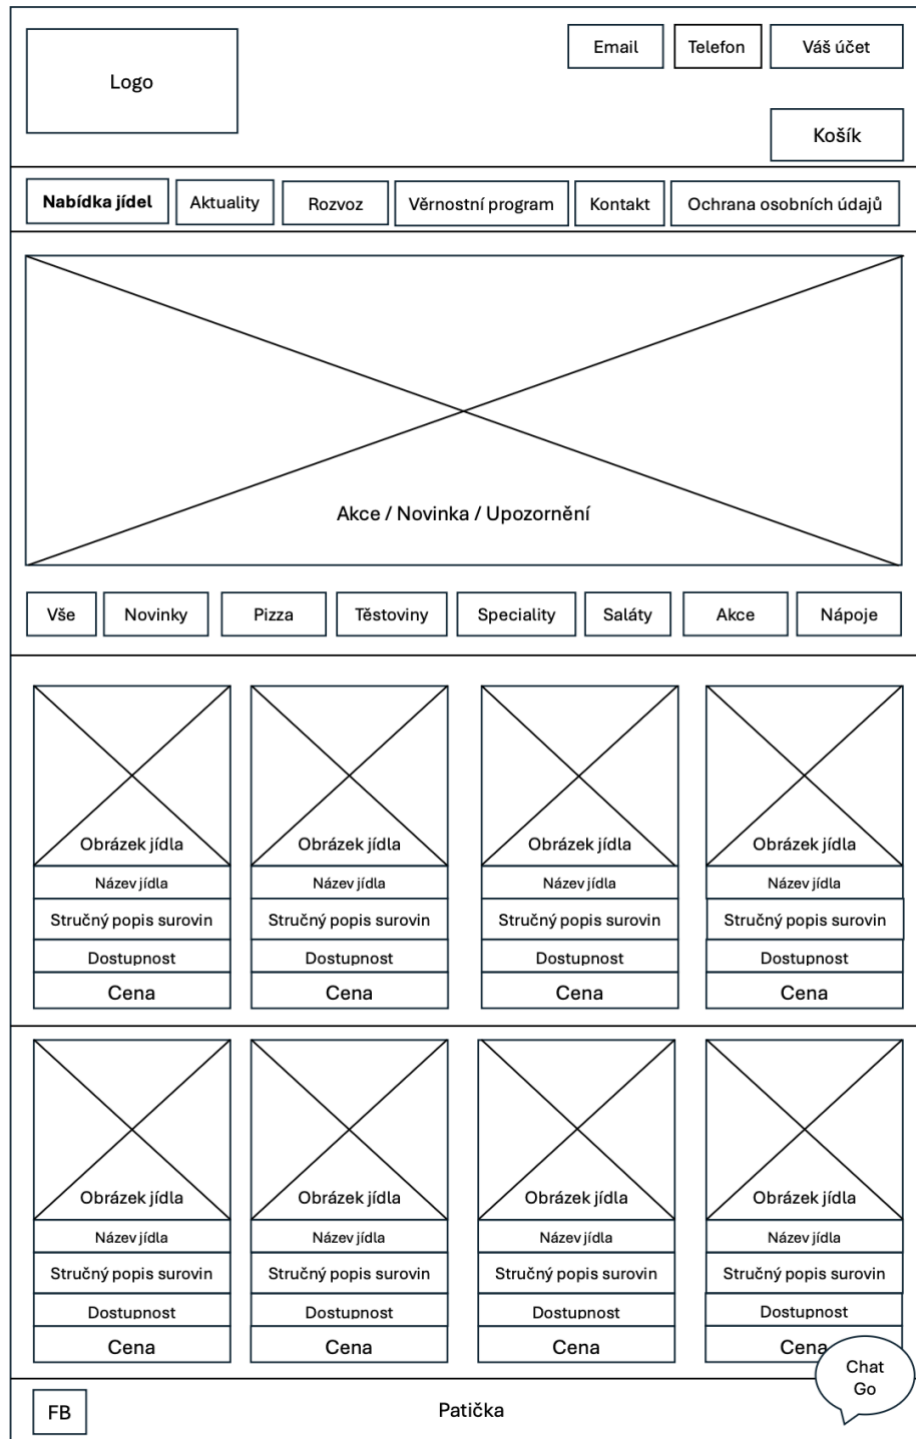 Logo
Email
Telefon
Váš účet
Košík
Nabídka jídel
Aktuality
Rozvoz
Věrnostní program
Kontakt
Ochrana osobních údajů
Akce / Novinka / Upozornění
Vše
Novinky
Pizza
Těstoviny
Speciality
Saláty
Akce
Nápoje
Obrázek jídla
Název jídla
Stručný popis surovin
Dostupnost
Cena
Obrázek jídla
Název jídla
Stručný popis surovin
Dostupnost
Cena
Obrázek jídla
Název jídla
Stručný popis surovin
Dostupnost
Cena
Obrázek jídla
Název jídla
Stručný popis surovin
Dostupnost
Cena
Obrázek jídla
Název jídla
Stručný popis surovin
Dostupnost
Cena
Obrázek jídla
Název jídla
Stručný popis surovin
Dostupnost
Cena
Obrázek jídla
Název jídla
Stručný popis surovin
Dostupnost
Cena
Obrázek jídla
Název jídla
Stručný popis surovin
Dostupnost
Cena
Chat
Go
FB
Patička